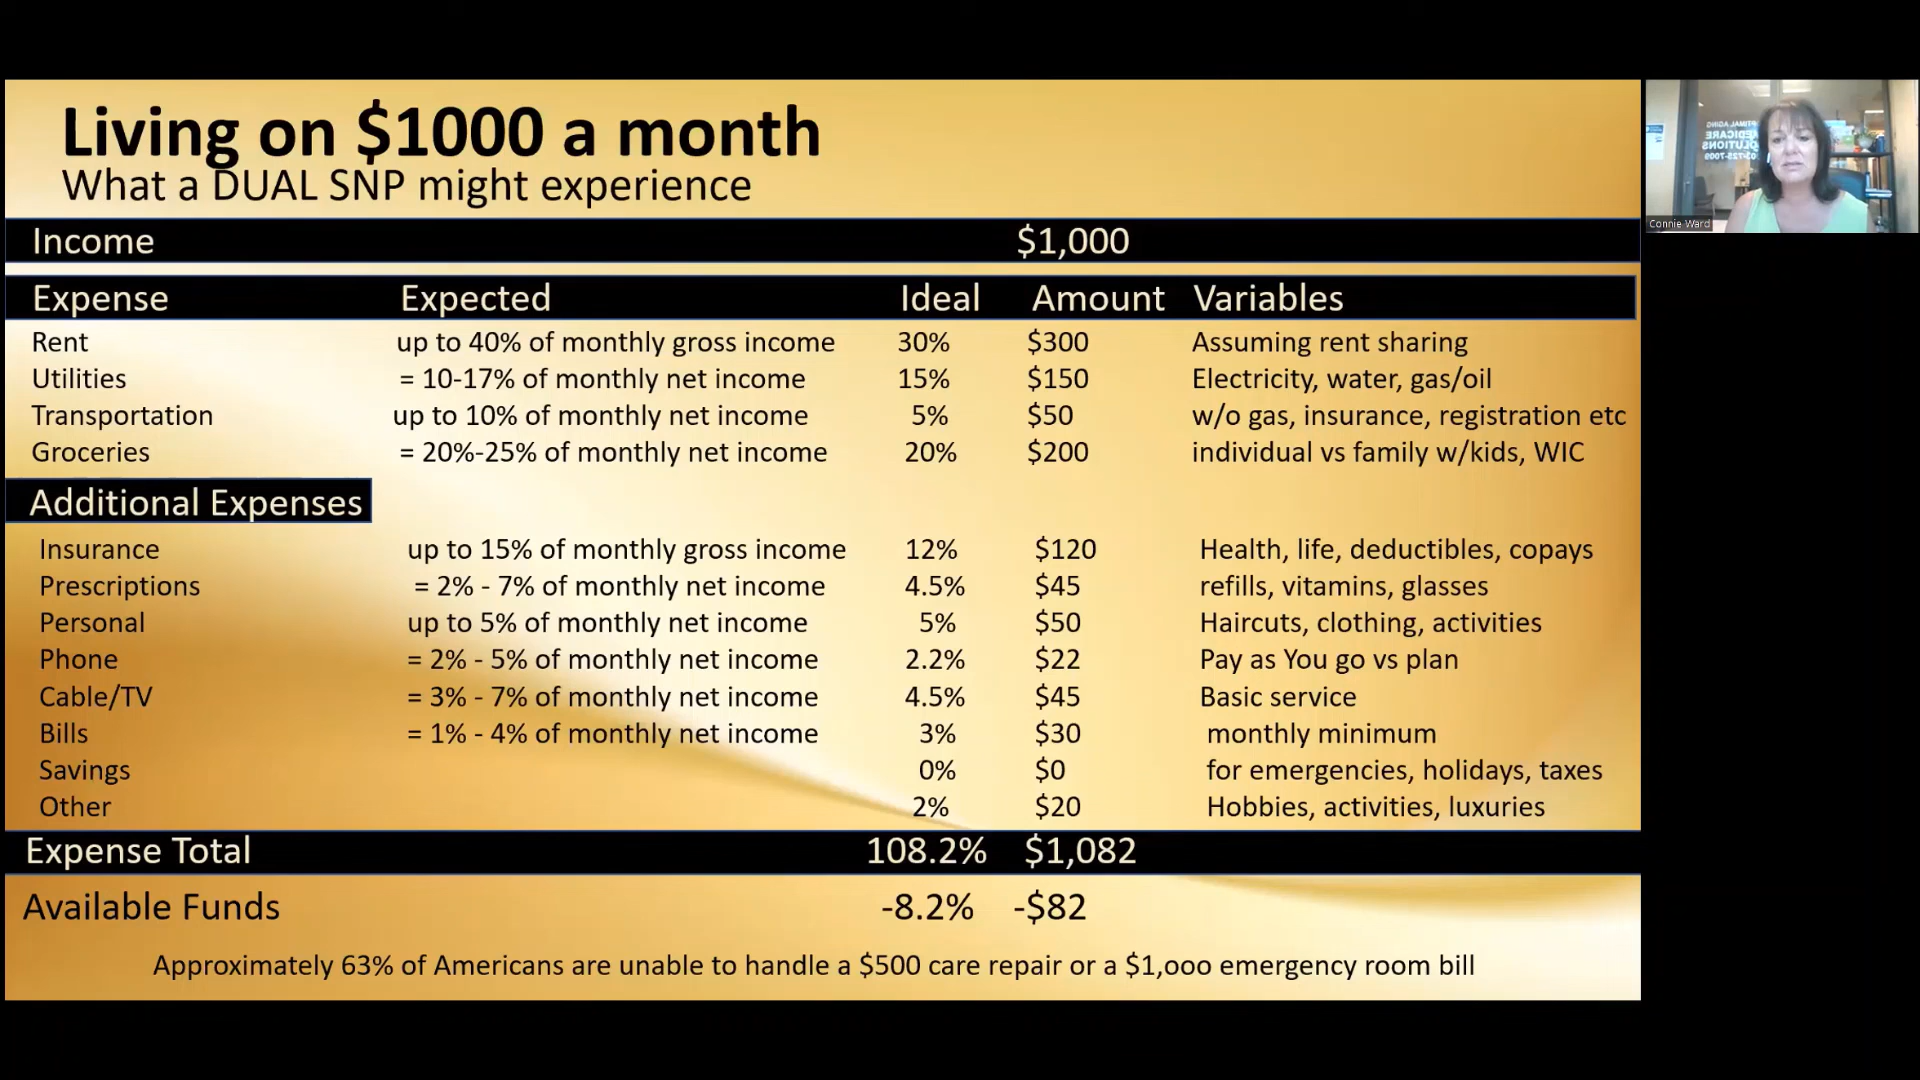 Living on $1000 a month
What a DUAL SNP might experience
Income $1,000
Expense Expected Ideal Amount Variables
Rent up to 40% of monthly gross income 30% $300 Assuming rent sharing
Utilities = 10-17% of monthly net income 15% $150 Electricity, water, gas/oil
Transportation up to 10% of monthly net income 5% $50 w/o gas, insurance, registration etc
Groceries = 20%-25% of monthly net income 20% $200 individual vs family w/kids, WIC
Additional Expenses
Insurance up to 15% of monthly gross income 12% $120 Health, life, deductibles, copays
Prescriptions = 2% - 7% of monthly net income 4.5% $45 refills, vitamins, glasses
Personal up to 5% of monthly net income 5% $50 Haircuts, clothing, activities
Phone = 2% - 5% of monthly net income 2.2% $22 Pay as You go vs plan
Cable/TV = 3% - 7% of monthly net income 4.5% $45 Basic service
Bills = 1% - 4% of monthly net income 3% $30 monthly minimum
Savings 0% $0 for emergencies, holidays, taxes
Other 2% $20 Hobbies, activities, luxuries
Expense Total 108.2% $1,082
Available Funds -8.2% -$82
Approximately 63% of Americans are unable to handle a $500 care repair or a $1,ooo emergency room bill
Connie Ward